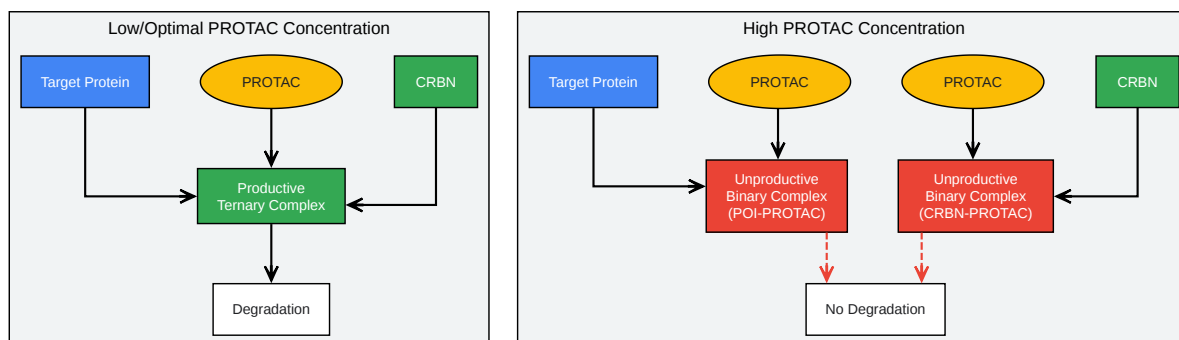 Low/Optimal PROTAC Concentration
Target Protein
PROTAC
CRBN
Productive
Ternary Complex
Degradation
High PROTAC Concentration
Target Protein
PROTAC
PROTAC
CRBN
Unproductive
Binary Complex
(POI-PROTAC)
Unproductive
Binary Complex
(CRBN-PROTAC)
No Degradation